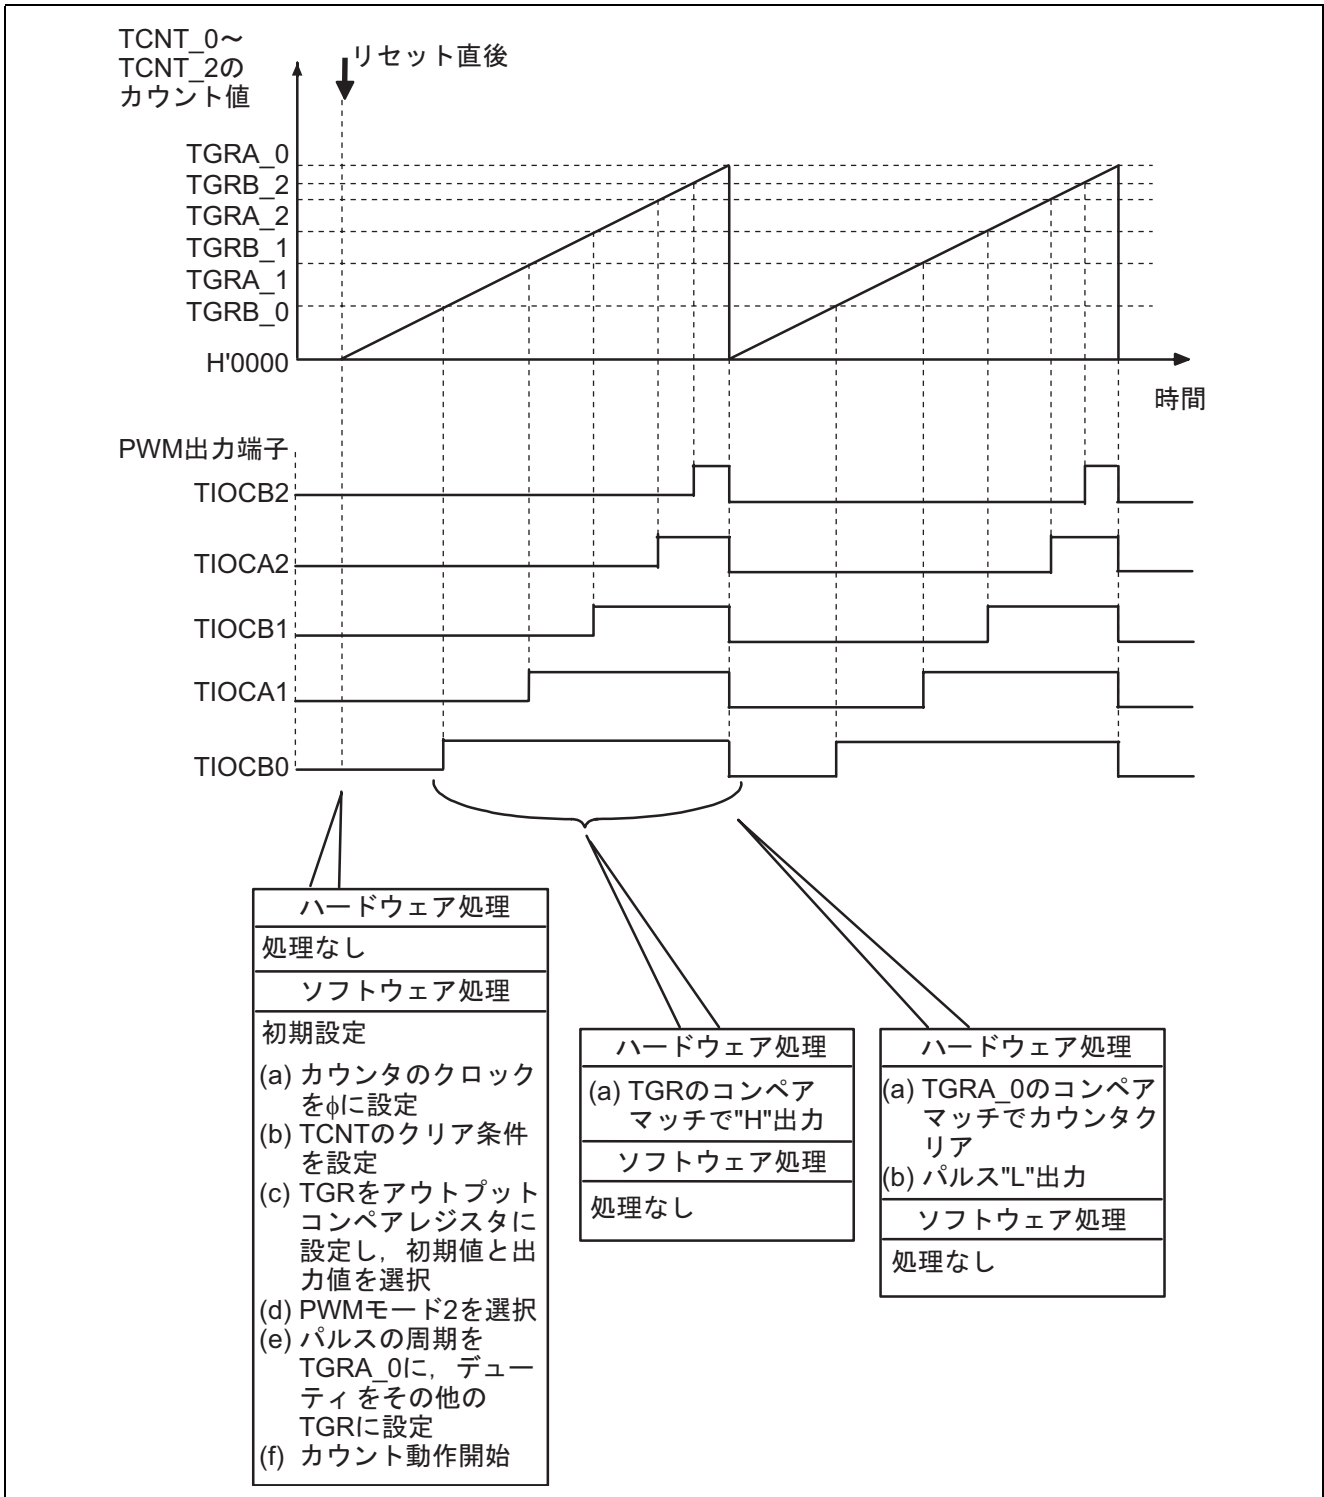 TCNT_0～
TCNT_2の
カウント値
リセット直後
TGRA_0
TGRB_2
TGRA_2
TGRB_1
TGRA_1
TGRB_0
H'0000
時間
PWM出力端子
TIOCB2
TIOCA2
TIOCB1
TIOCA1
TIOCB0
ハードウェア処理
処理なし
ソフトウェア処理
初期設定
(a) カウンタのクロック
をφに設定
(b) TCNTのクリア条件
を設定
(c) TGRをアウトプット
コンペアレジスタに
設定し，初期値と出
力値を選択
(d) PWMモード2を選択
(e) パルスの周期を
TGRA_0に，デュー
ティをその他の
TGRに設定
(f) カウント動作開始
ハードウェア処理
(a) TGRのコンペア
マッチで"H"出力
ソフトウェア処理
処理なし
ハードウェア処理
(a) TGRA_0のコンペア
マッチでカウンタク
リア
(b) パルス"L"出力
ソフトウェア処理
処理なし